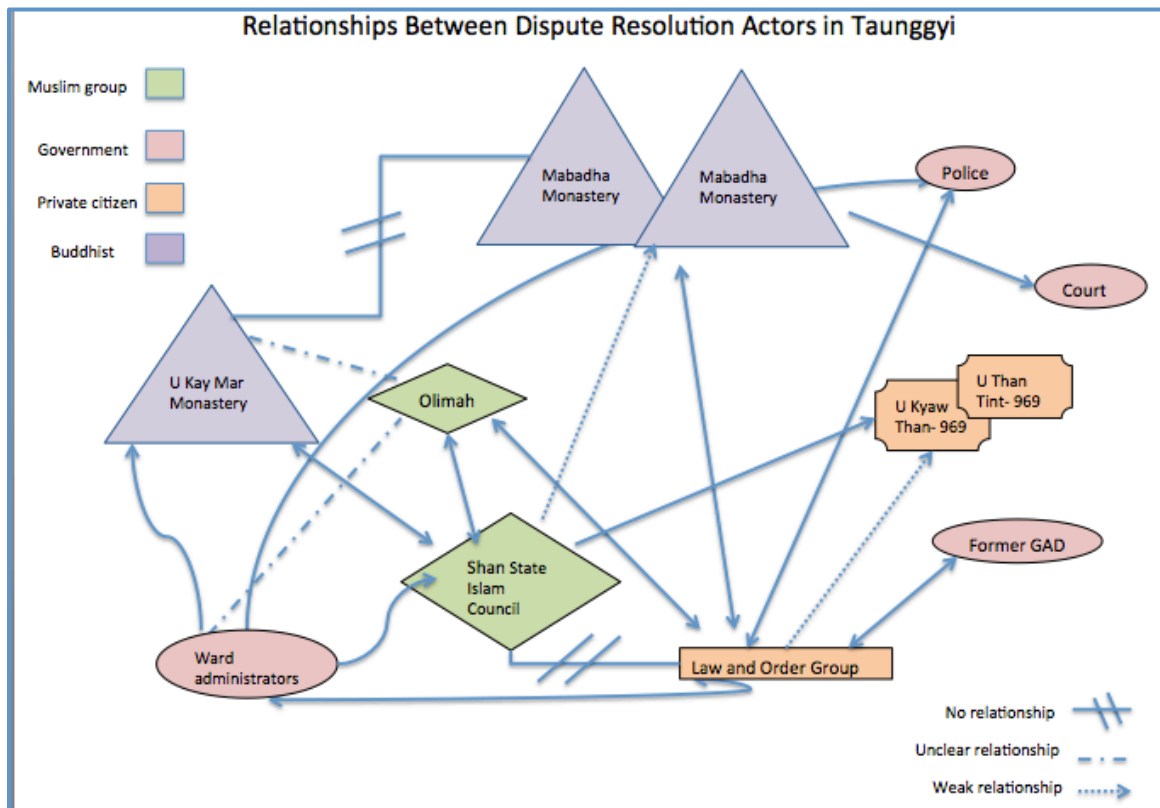 Relationships Between Dispute Resolution Actors in Taunggyi
Muslim group
Government
Private citizen
Buddhist
Mabadha
Monastery
Mabadha
Monastery
Police
Court
U Kay Mar
Monastery
Olimah
U Than
Tint- 969
U Kyaw
Than- 969
Shan State
Islam
Council
Former GAD
Ward
administrators
Law and Order Group
No relationship
Unclear relationship
Weak relationship